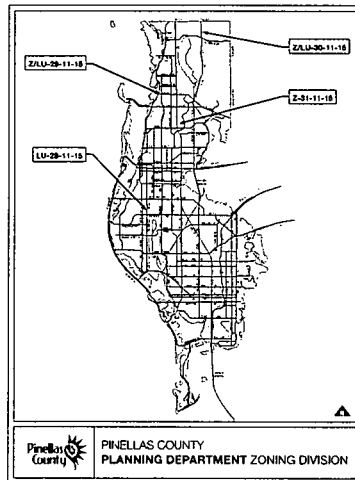 Z/LU-30-11-15
Z/LU-29-11-15
Z-31-11-15
LU-28-11-15
Pinellas
County
PINELLAS COUNTY
PLANNING DEPARTMENT ZONING DIVISION